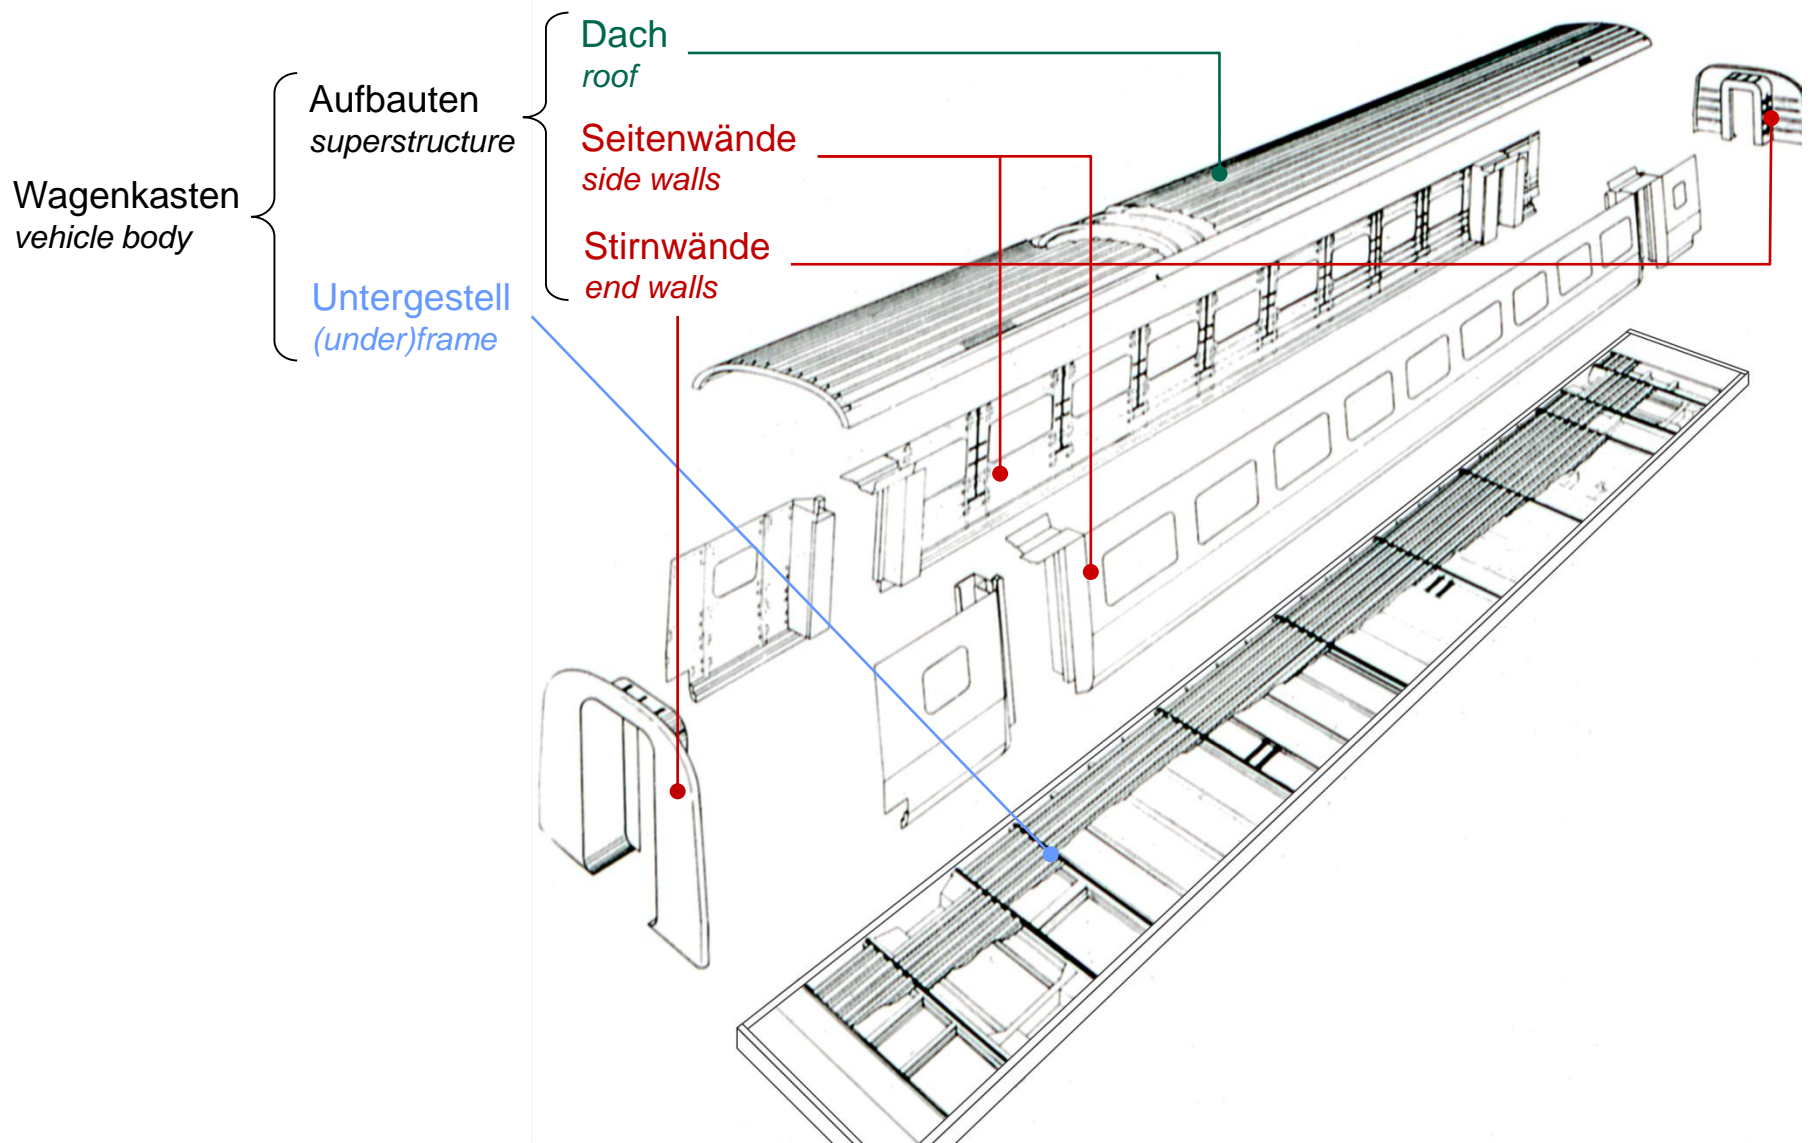 Dach
roof
Aufbauten
superstructure
Seitenwände
side walls
Wagenkasten
vehicle body
Stirnwände
end walls
Untergestell
(under)frame